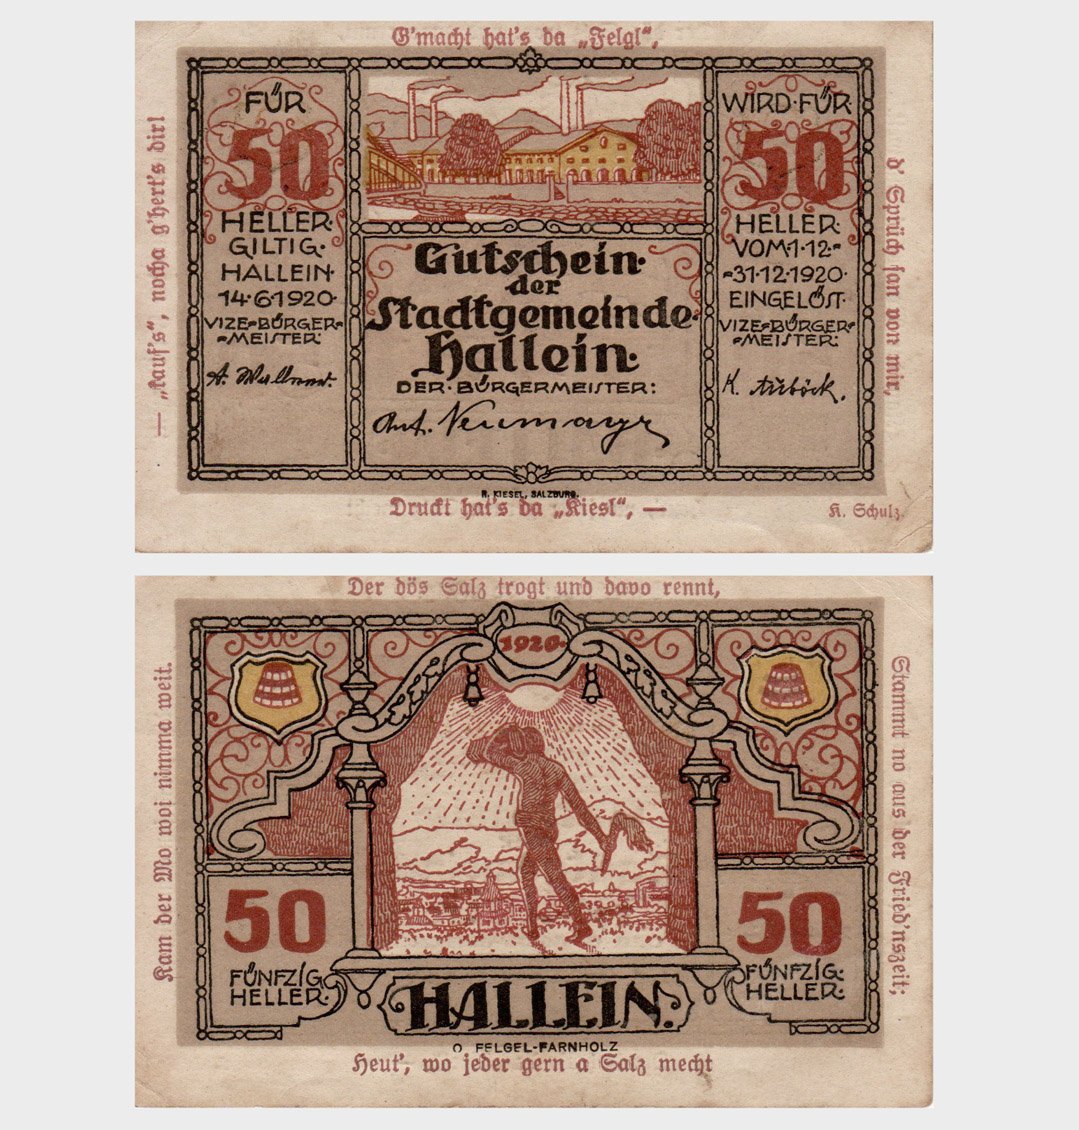 G'macht hat's da „Felgl“,
d' Sprüch san von mir,
Druckt hat's da „Kiesl“, —
— „kauf's“, nocha g'hert's dir!
FÜR
50
HELLER·
GILTIG·
HALLEIN·
14·6·1920·
VIZE=BÜRGER=
=MEISTER:
A. Wallner.
Gutschein·
·der·
Stadtgemeinde·
Hallein·
DER·BÜRGERMEISTER:
Ant. Neumayr
WIRD·FÜR·
50
HELLER·
VOM·1·12·=
=31·12·1920·
EINGELÖST·
VIZE=BÜRGER=
=MEISTER:
K. Auböck.
R. KIESEL, SALZBURG.
K. Schulz
Der dös Salz trogt und davo rennt,
Stammt no aus der Fried'nszeit;
Heut', wo jeder gern a Salz mecht
Kam der Mo woi nimma weit.
1920·
50
FÜNFZIG
HELLER·
HALLEIN·
50
FÜNFZIG·
HELLER·
O. FELGEL-FARNHOLZ